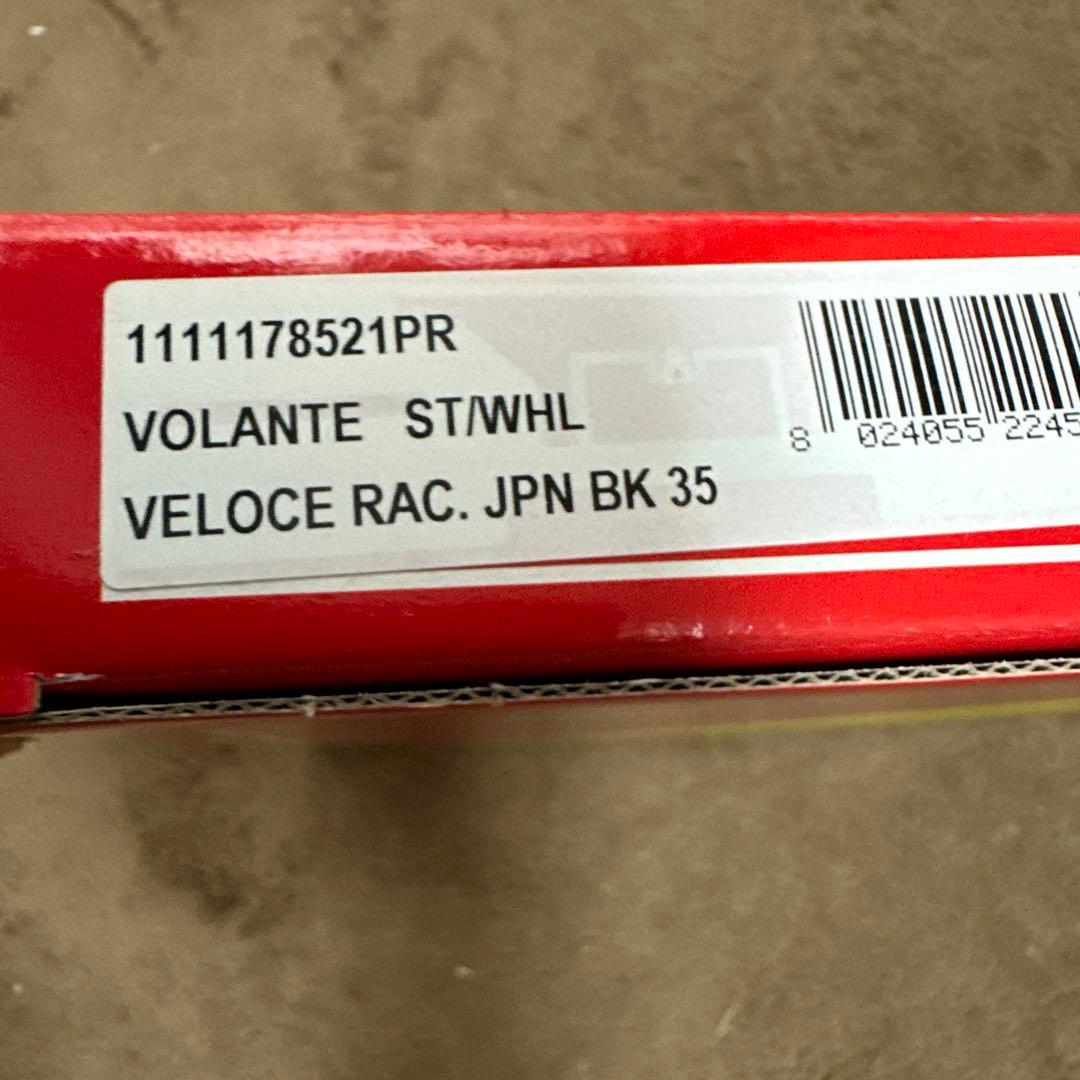 1111178521PR
VOLANTE ST/WHL
VELOCE RAC. JPN BK 35
8 024055 2245